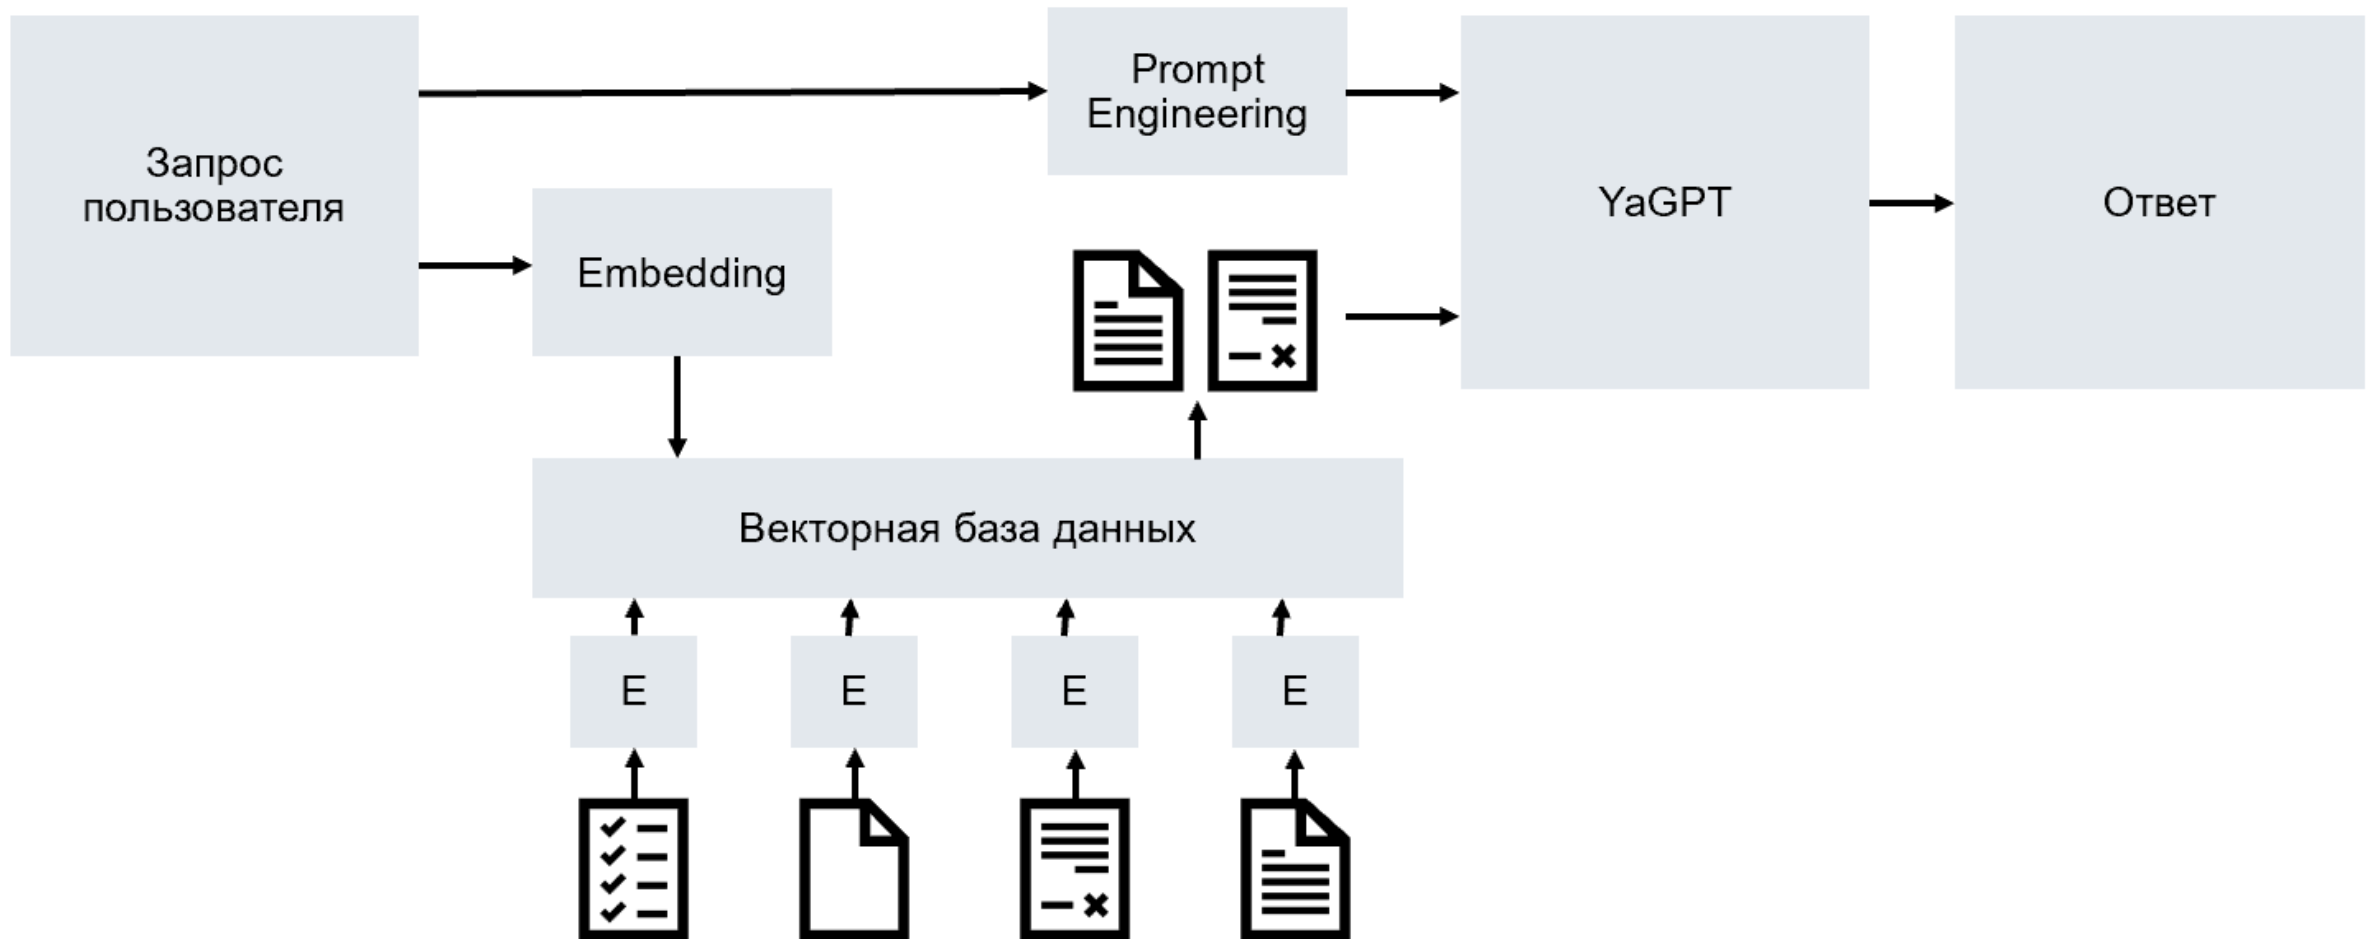 Запрос
пользователя
Prompt
Engineering
YaGPT
Ответ
Embedding
Векторная база данных
E
E
E
E